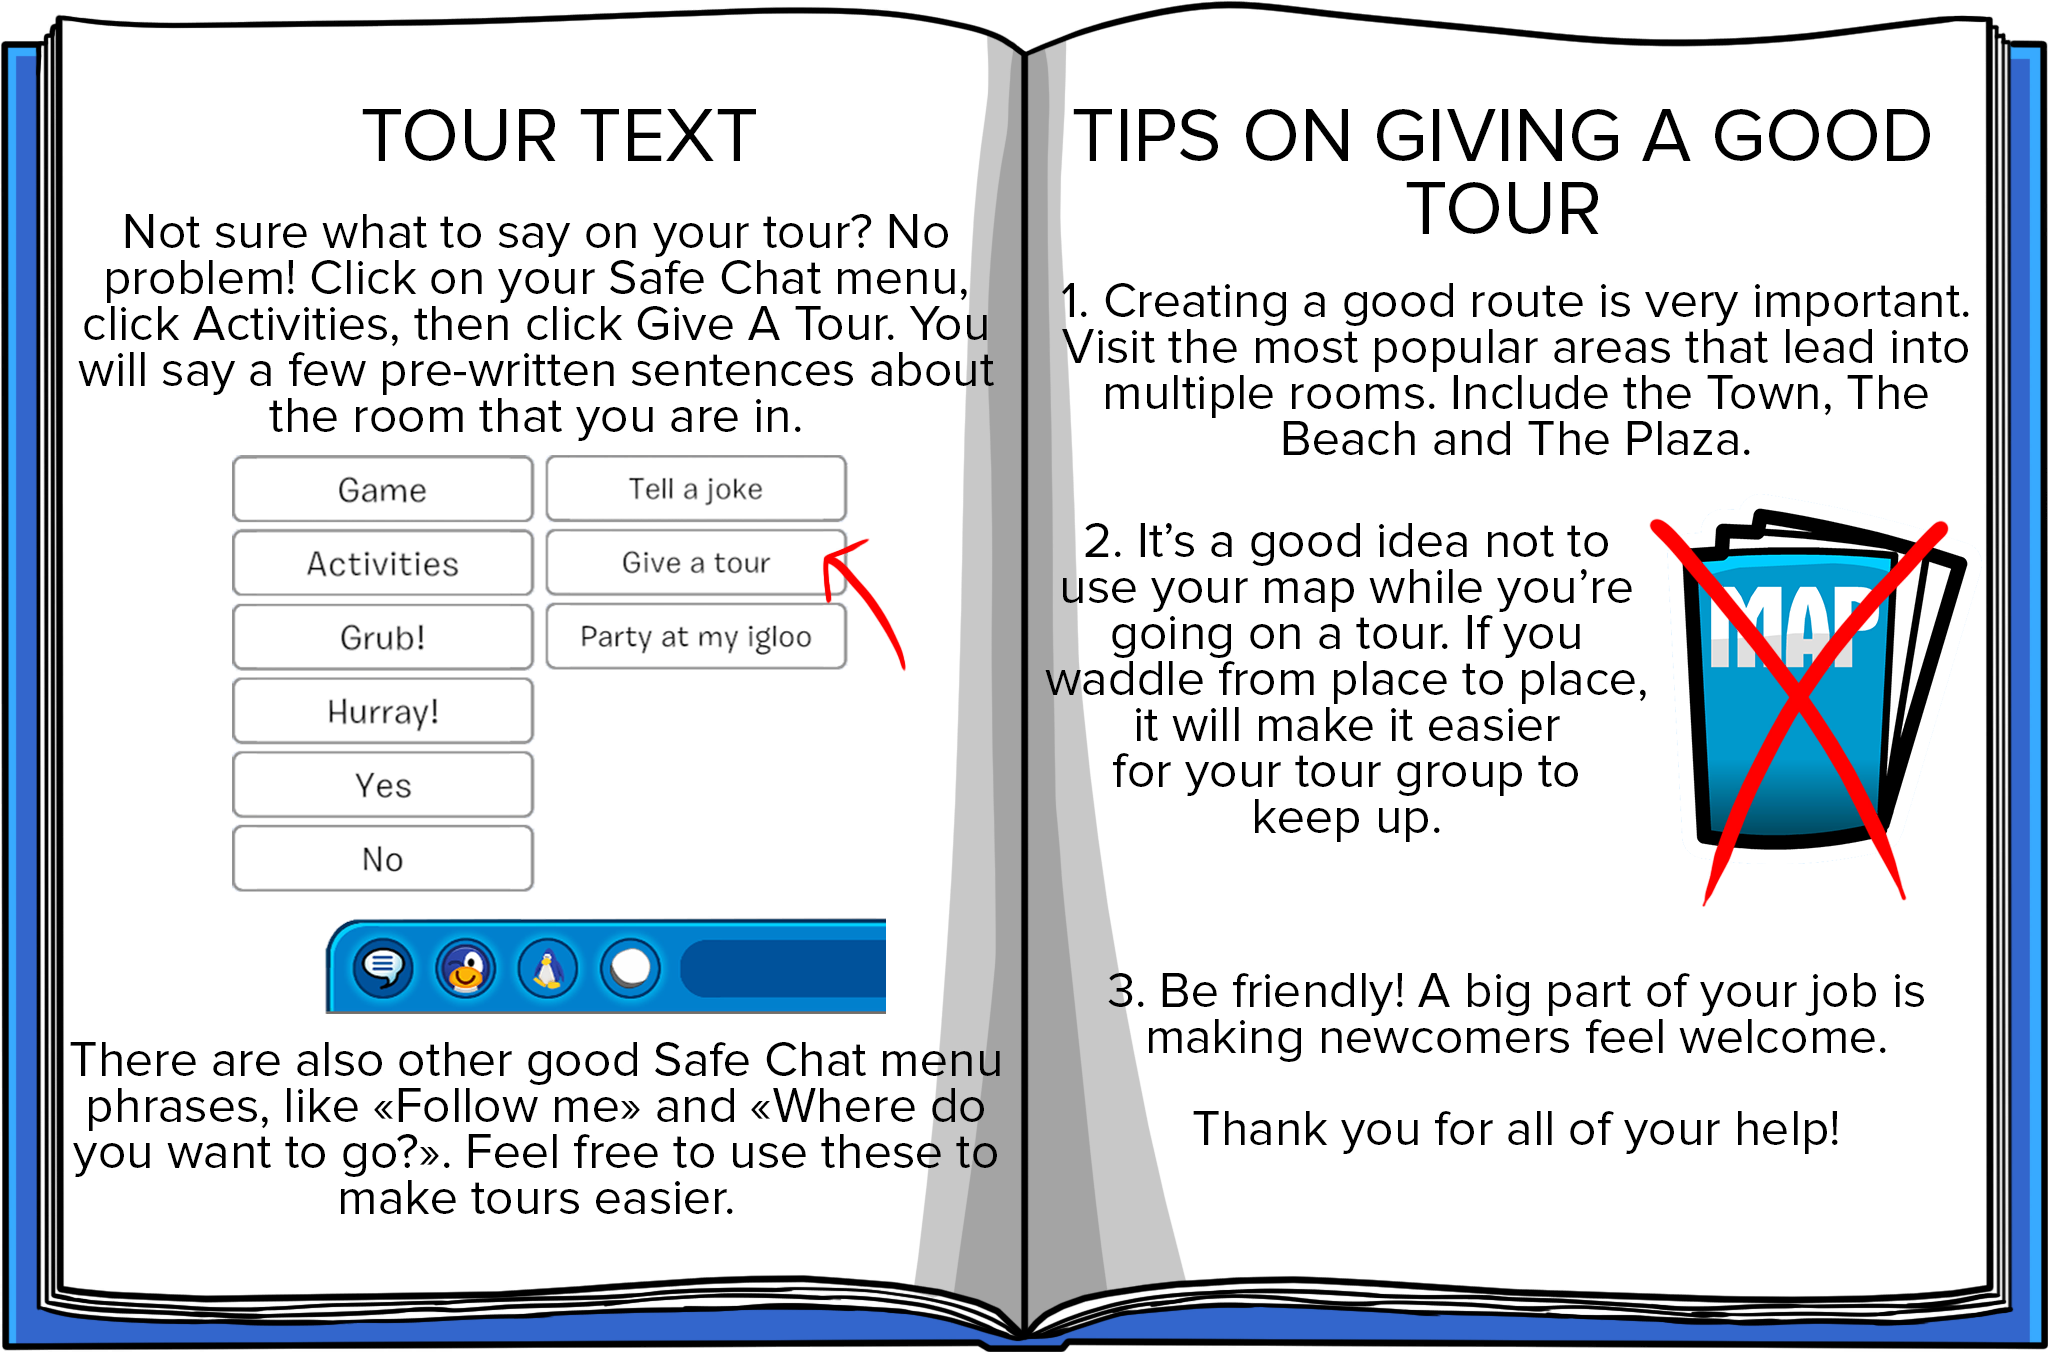 TOUR TEXT
Not sure what to say on your tour? No
problem! Click on your Safe Chat menu,
click Activities, then click Give A Tour. You
will say a few pre-written sentences about
the room that you are in.
Game
Activities
Grub!
Hurray!
Yes
No
Tell a joke
Give a tour
Party at my igloo
There are also other good Safe Chat menu
phrases, like «Follow me» and «Where do
you want to go?». Feel free to use these to
make tours easier.
TIPS ON GIVING A GOOD
TOUR
1. Creating a good route is very important.
Visit the most popular areas that lead into
multiple rooms. Include the Town, The
Beach and The Plaza.
2. It’s a good idea not to
use your map while you’re
going on a tour. If you
waddle from place to place,
it will make it easier
for your tour group to
keep up.
MAP
3. Be friendly! A big part of your job is
making newcomers feel welcome.
Thank you for all of your help!